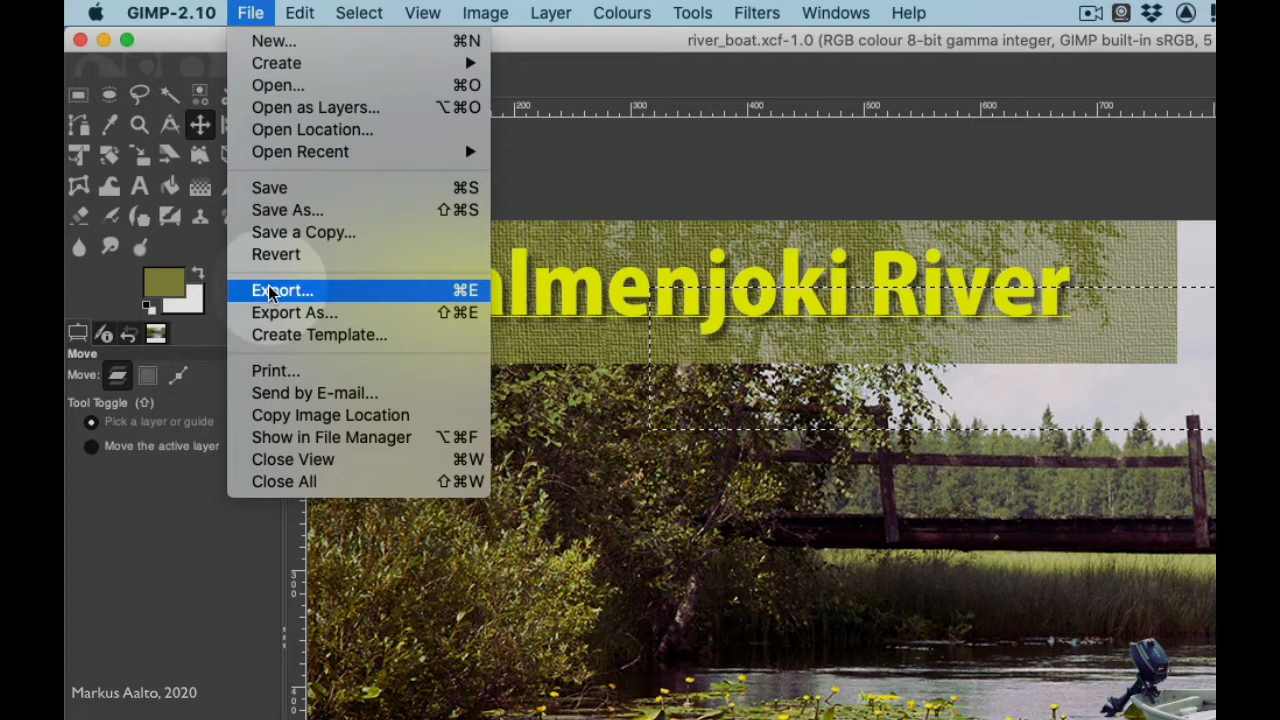 GIMP-2.10 File Edit Select View Image Layer Colours Tools Filters Windows Help
river_boat.xcf-1.0 (RGB colour 8-bit gamma integer, GIMP built-in sRGB, 5
New... ⌘N
Create
Open... ⌘O
Open as Layers... ⌥⌘O
Open Location...
Open Recent
Save ⌘S
Save As... ⇧⌘S
Save a Copy...
Revert
Export... ⌘E
Export As... ⇧⌘E
Create Template...
Print...
Send by E-mail...
Copy Image Location
Show in File Manager ⌥⌘F
Close View ⌘W
Close All ⇧⌘W
200 300 400 500 600 700
almenjoki River
Move
Move:
Tool Toggle (⇧)
Pick a layer or guide
Move the active layer
300
400
Markus Aalto, 2020